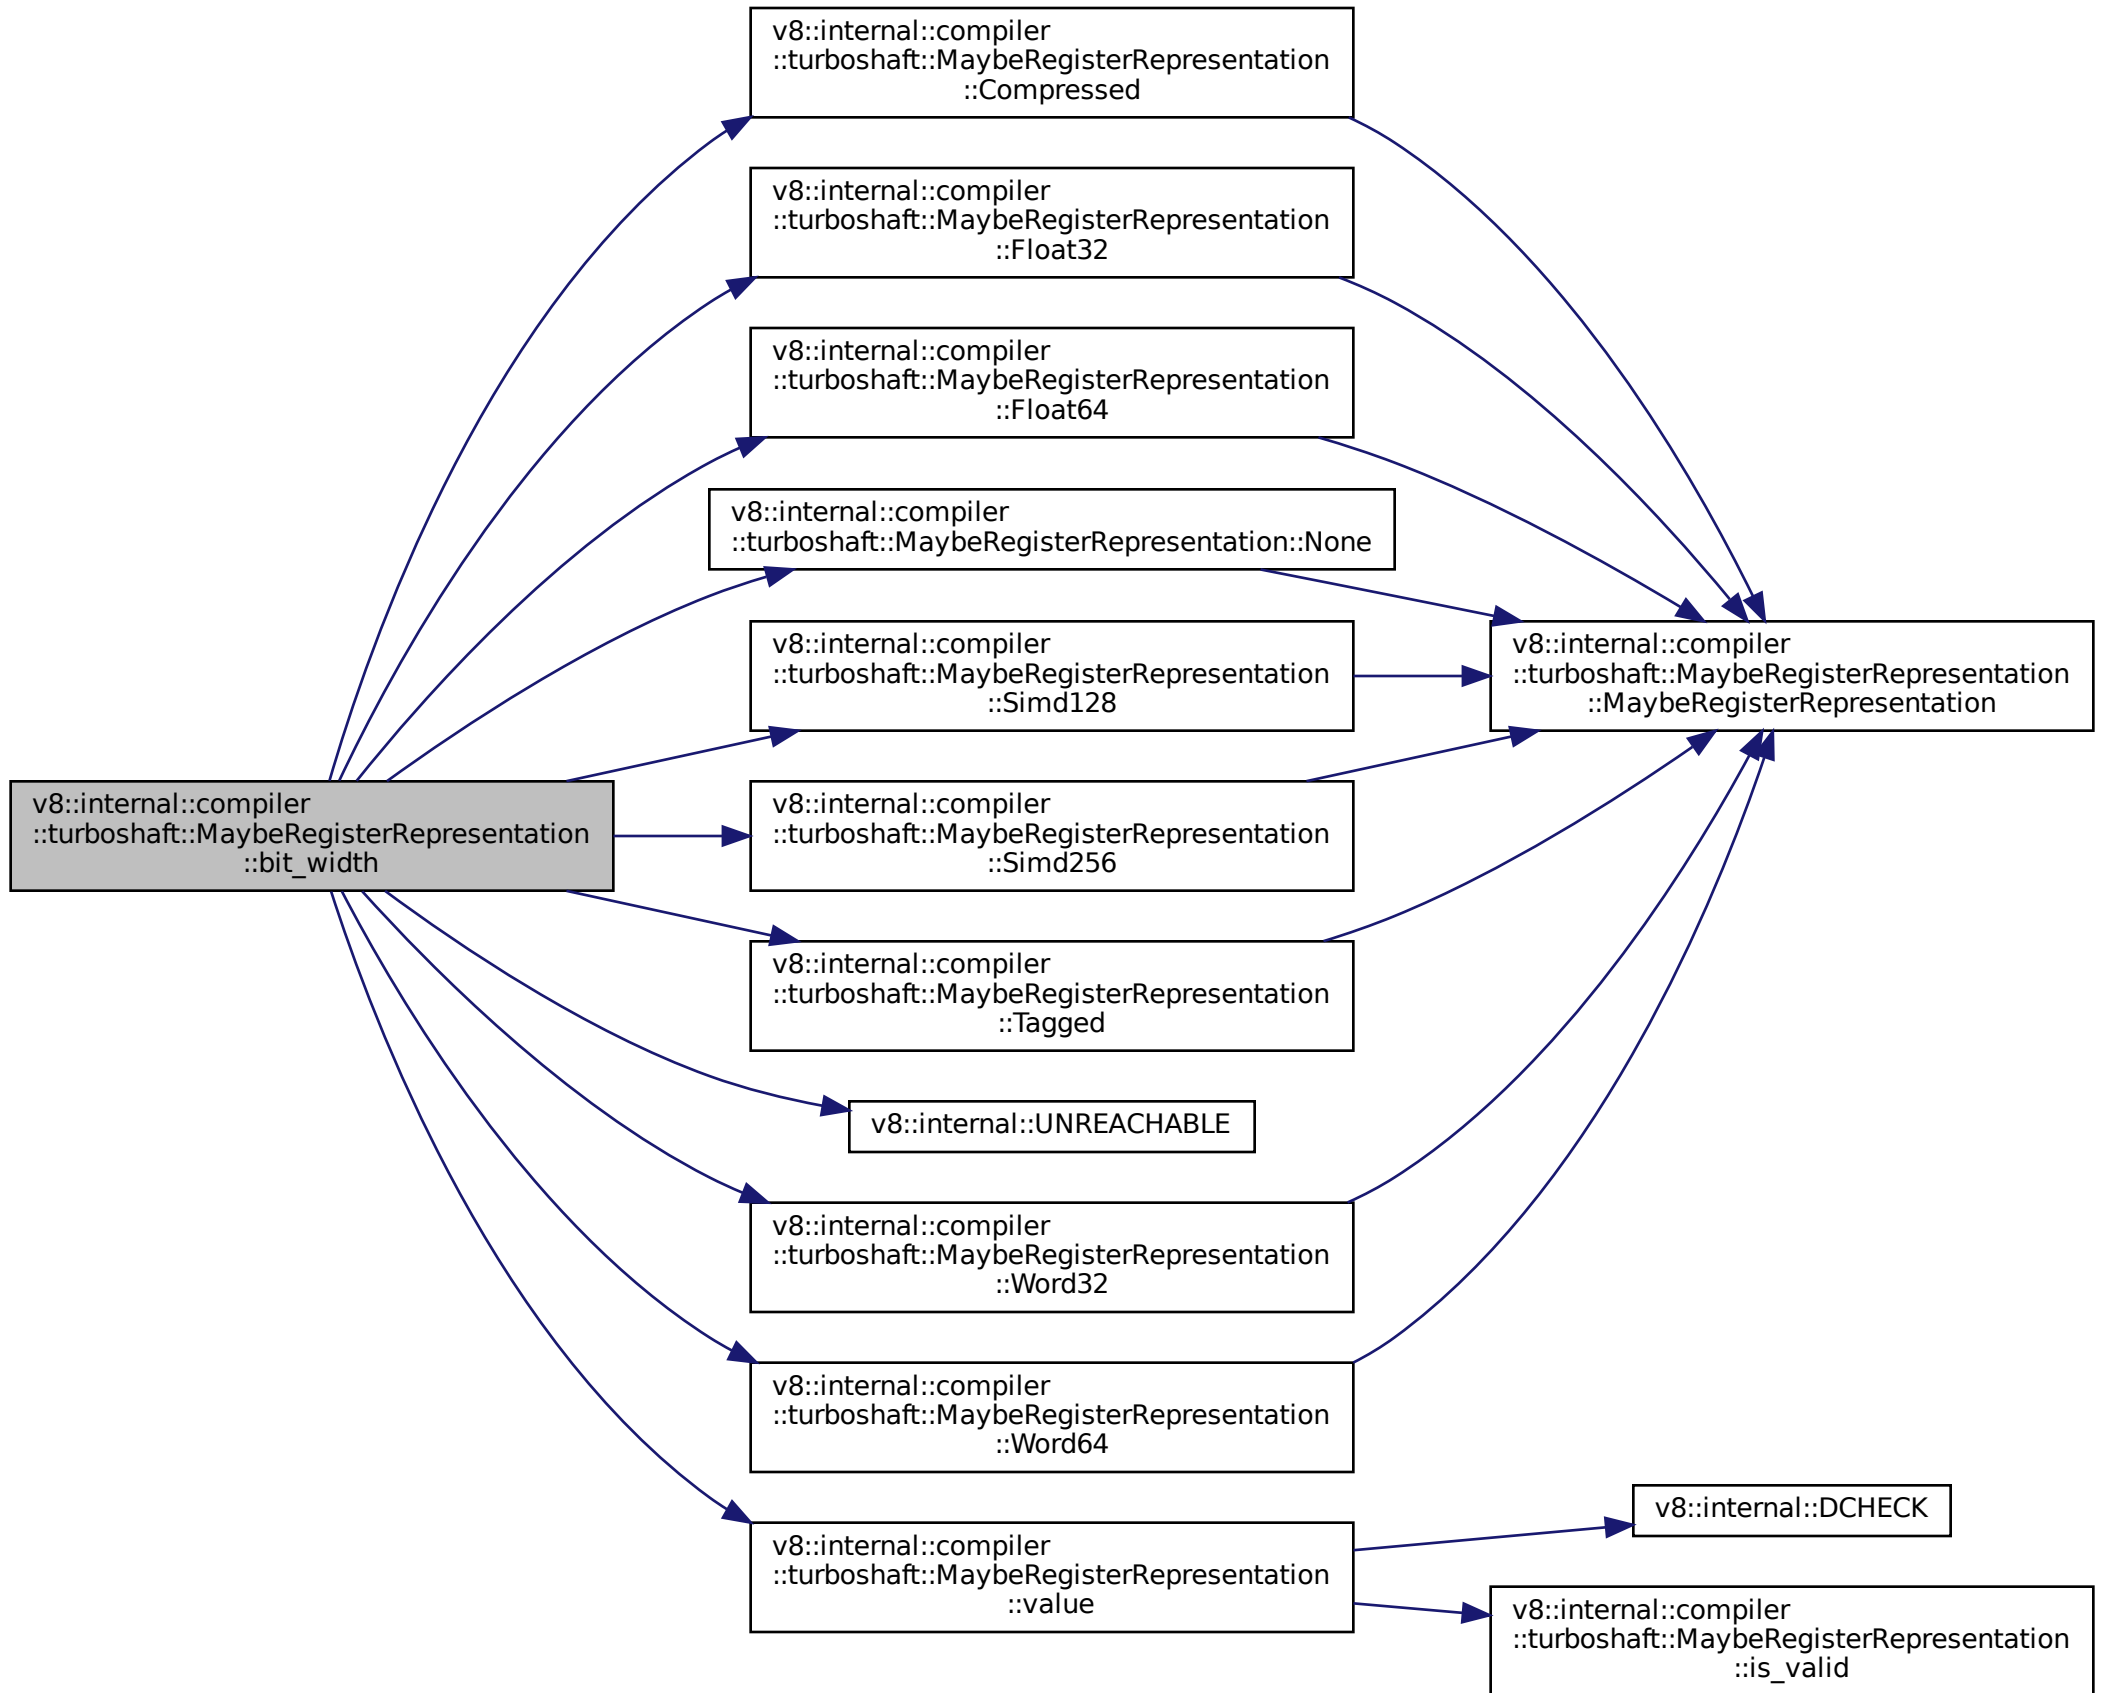 v8::internal::compiler
::turboshaft::MaybeRegisterRepresentation
::bit_width
v8::internal::compiler
::turboshaft::MaybeRegisterRepresentation
::Compressed
v8::internal::compiler
::turboshaft::MaybeRegisterRepresentation
::Float32
v8::internal::compiler
::turboshaft::MaybeRegisterRepresentation
::Float64
v8::internal::compiler
::turboshaft::MaybeRegisterRepresentation::None
v8::internal::compiler
::turboshaft::MaybeRegisterRepresentation
::Simd128
v8::internal::compiler
::turboshaft::MaybeRegisterRepresentation
::Simd256
v8::internal::compiler
::turboshaft::MaybeRegisterRepresentation
::Tagged
v8::internal::UNREACHABLE
v8::internal::compiler
::turboshaft::MaybeRegisterRepresentation
::Word32
v8::internal::compiler
::turboshaft::MaybeRegisterRepresentation
::Word64
v8::internal::compiler
::turboshaft::MaybeRegisterRepresentation
::value
v8::internal::compiler
::turboshaft::MaybeRegisterRepresentation
::MaybeRegisterRepresentation
v8::internal::DCHECK
v8::internal::compiler
::turboshaft::MaybeRegisterRepresentation
::is_valid